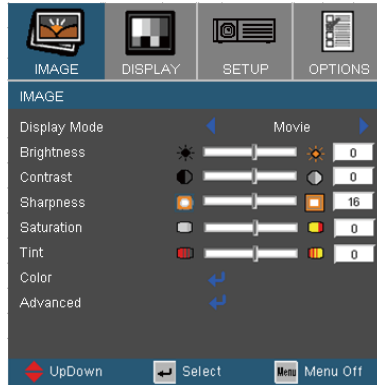 IMAGE DISPLAY SETUP OPTIONS
IMAGE
Display Mode Movie
Brightness 0
Contrast 0
Sharpness 16
Saturation 0
Tint 0
Color
Advanced
UpDown Select Menu Menu Off